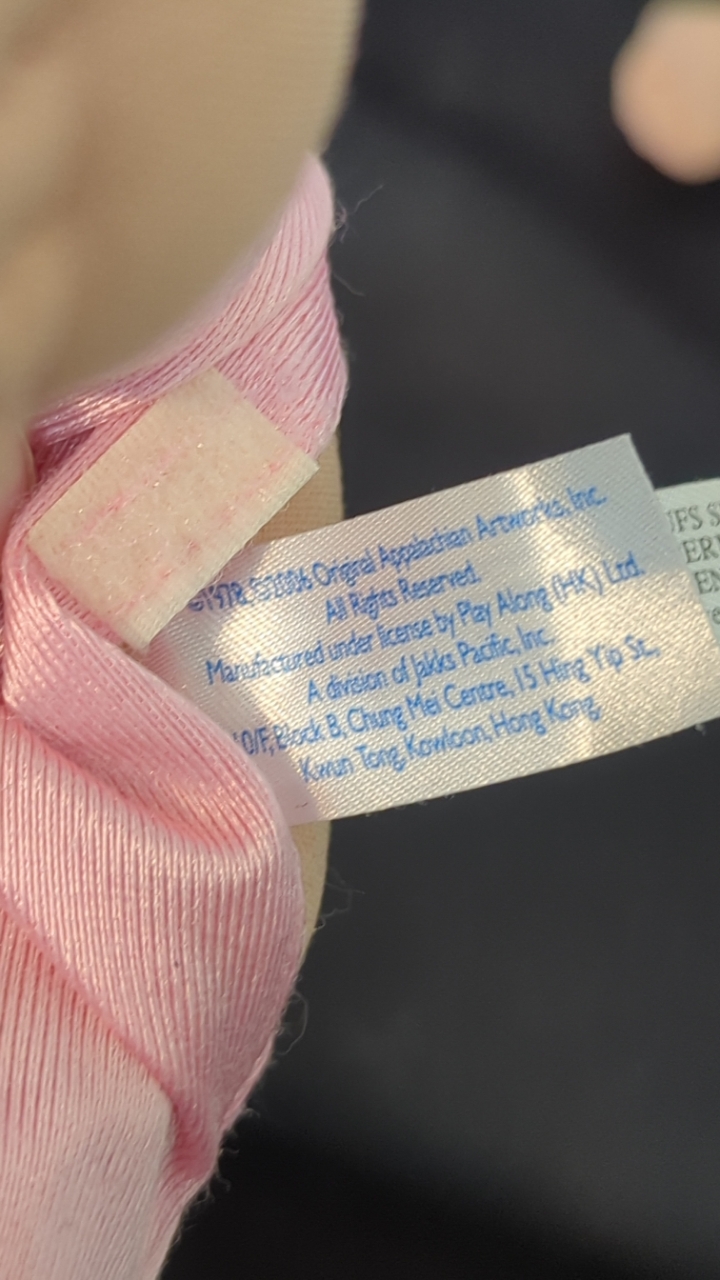 ©1978, ©2006 Original Appalachian Artworks, Inc.
All Rights Reserved.
Manufactured under license by Play Along (HK) Ltd.
A division of Jakks Pacific, Inc.
0/F, Block B, Chung Mei Centre, 15 Hing Yip St.,
Kwun Tong, Kowloon, Hong Kong.